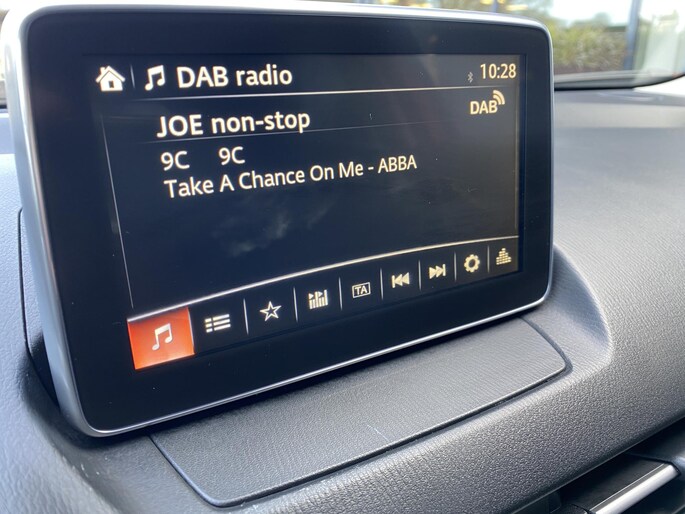 DAB radio 10:28
JOE non-stop DAB
9C 9C
Take A Chance On Me - ABBA
TA